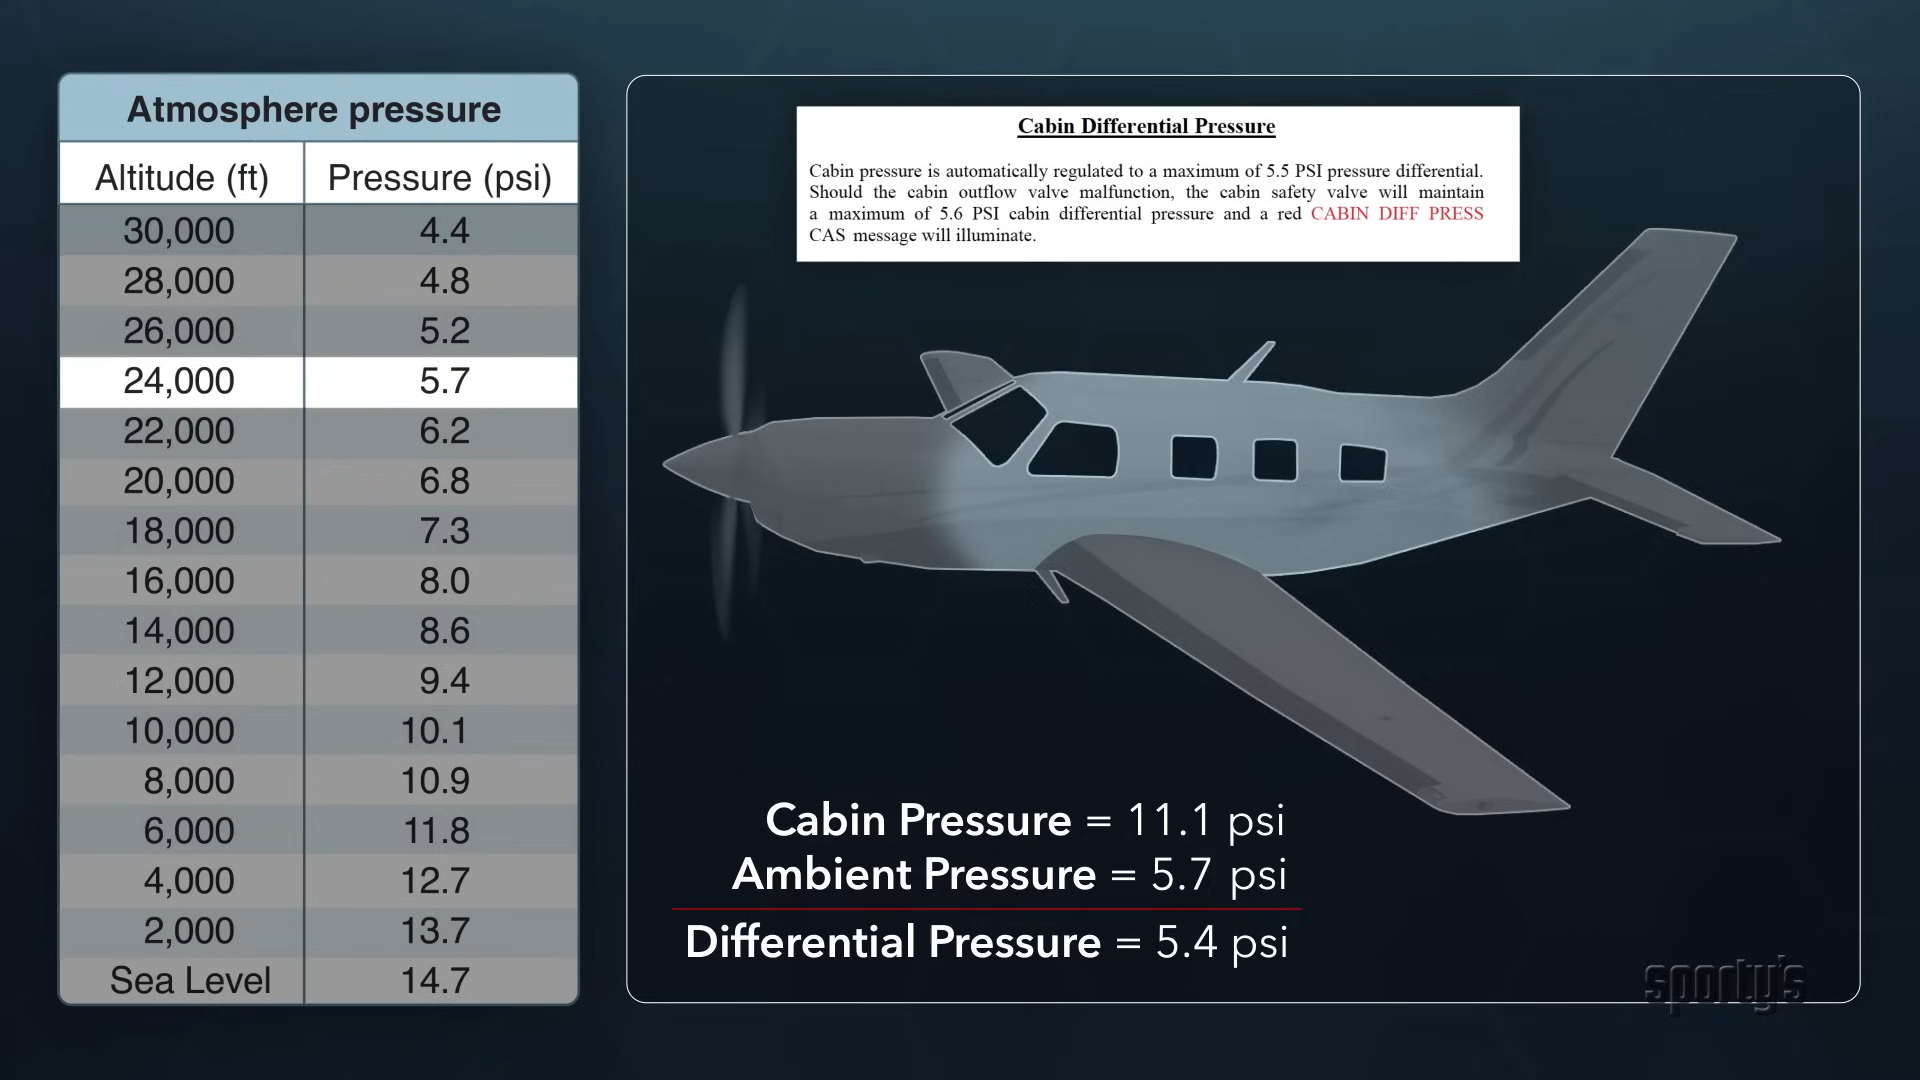 Atmosphere pressure
Altitude (ft) Pressure (psi)
30,000 4.4
28,000 4.8
26,000 5.2
24,000 5.7
22,000 6.2
20,000 6.8
18,000 7.3
16,000 8.0
14,000 8.6
12,000 9.4
10,000 10.1
8,000 10.9
6,000 11.8
4,000 12.7
2,000 13.7
Sea Level 14.7
Cabin Differential Pressure
Cabin pressure is automatically regulated to a maximum of 5.5 PSI pressure differential.
Should the cabin outflow valve malfunction, the cabin safety valve will maintain
a maximum of 5.6 PSI cabin differential pressure and a red CABIN DIFF PRESS
CAS message will illuminate.
Cabin Pressure = 11.1 psi
Ambient Pressure = 5.7 psi
Differential Pressure = 5.4 psi
sporty's